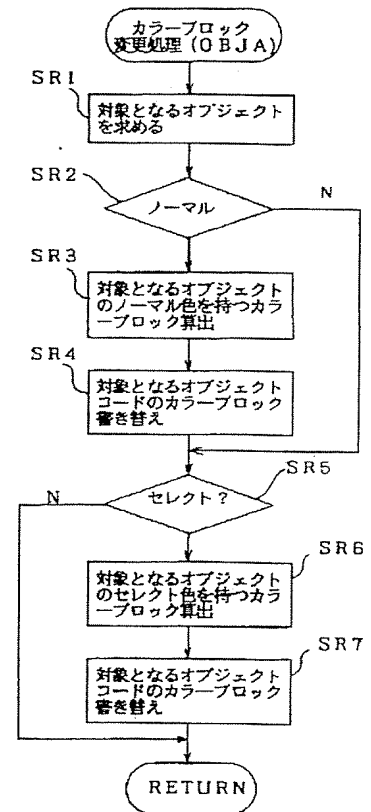 カラーブロック
変更処理(OBJA)
SR1
対象となるオブジェクト
を求める
SR2
ノーマル
N
SR3
対象となるオブジェクト
のノーマル色を持つカラ
ーブロック算出
SR4
対象となるオブジェクト
コードのカラーブロック
書き替え
SR5
セレクト?
N
SR6
対象となるオブジェクト
のセレクト色を持つカラ
ーブロック算出
SR7
対象となるオブジェクト
コードのカラーブロック
書き替え
RETURN